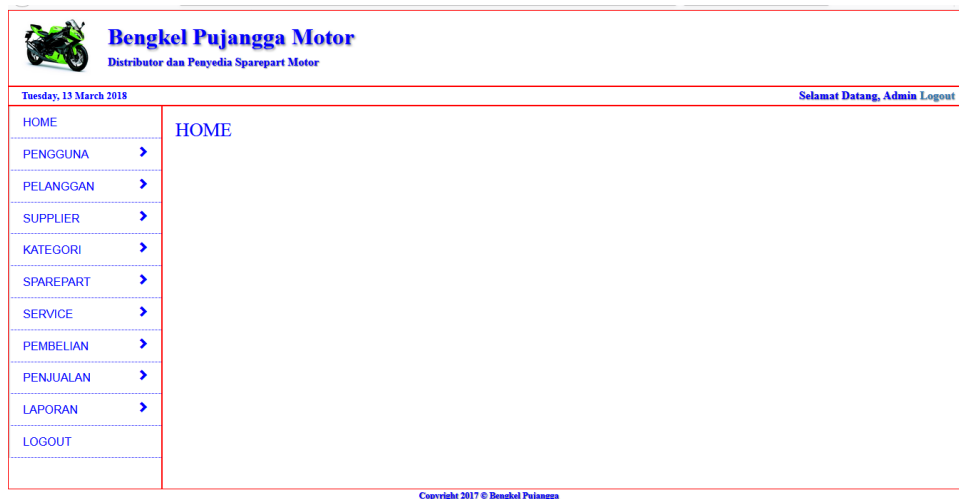 Bengkel Pujangga Motor
Distributor dan Penyedia Sparepart Motor
Tuesday, 13 March 2018
Selamat Datang, Admin Logout
HOME
PENGGUNA
PELANGGAN
SUPPLIER
KATEGORI
SPAREPART
SERVICE
PEMBELIAN
PENJUALAN
LAPORAN
LOGOUT
HOME
Copyright 2017 © Bengkel Pujangga